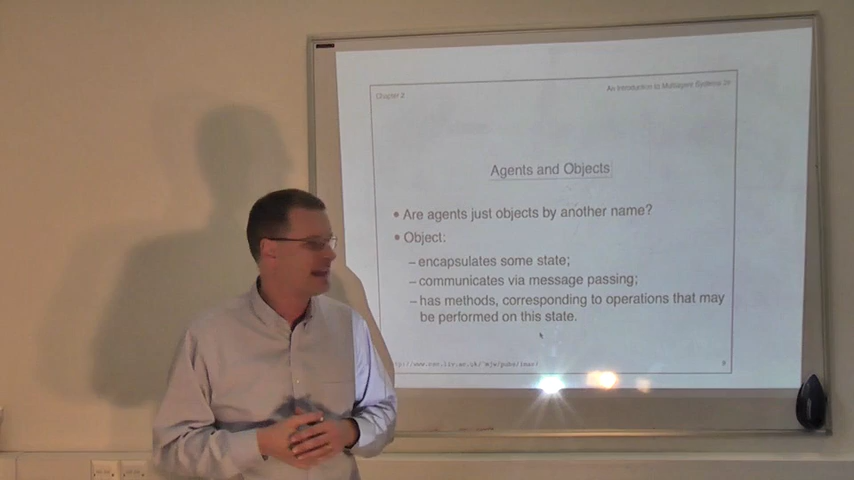 Chapter 2
An Introduction to Multiagent Systems 2e
Agents and Objects
• Are agents just objects by another name?
• Object:
– encapsulates some state;
– communicates via message passing;
– has methods, corresponding to operations that may
be performed on this state.
http://www.csc.liv.ac.uk/~mjw/pubs/imas/
9